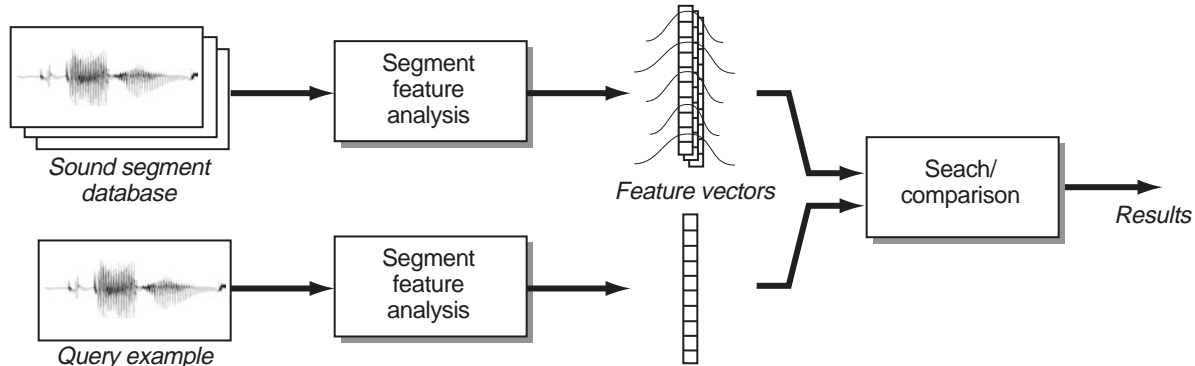 Segment
feature
analysis
Sound segment
database
Feature vectors
Seach/
comparison
Results
Segment
feature
analysis
Query example